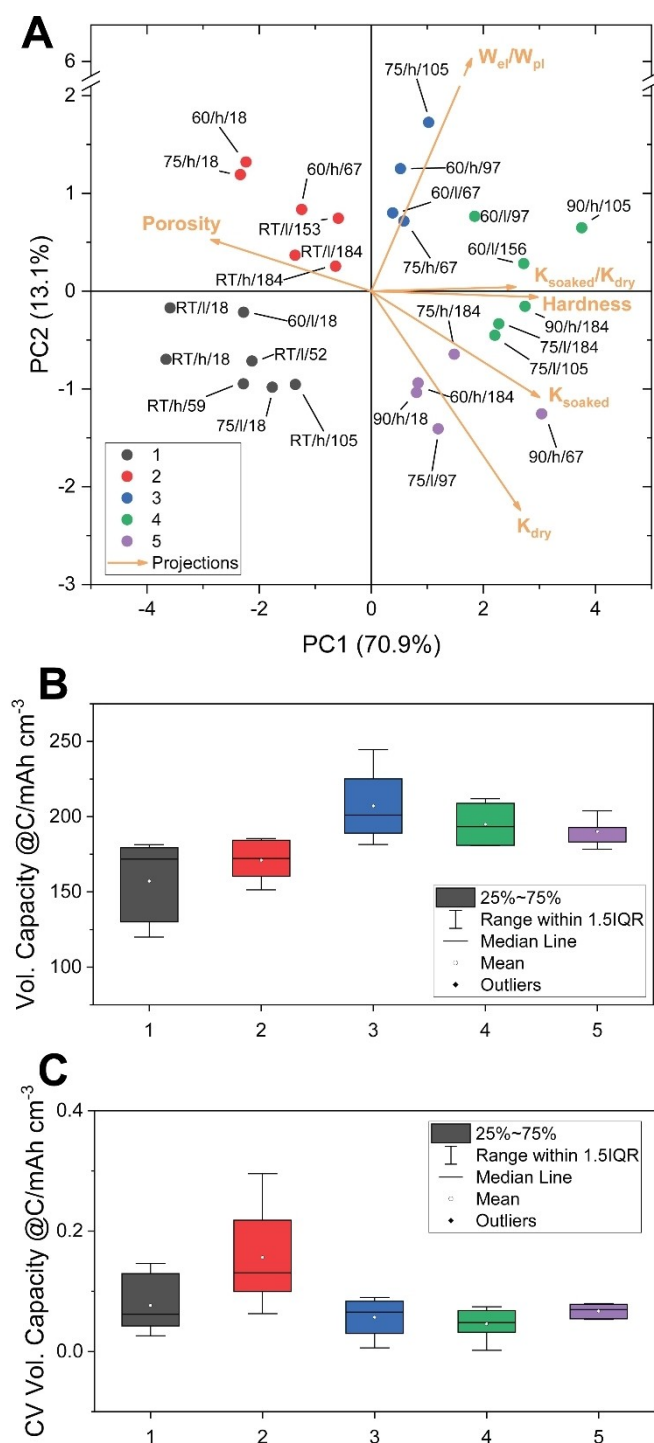 A
6
2
1
0
-1
-2
-3
PC2 (13.1%)
W_el/W_pl
75/h/105
60/h/18
75/h/18
60/h/67
60/h/97
60/l/67
90/h/105
RT/l/153
60/l/97
Porosity
RT/l/184
75/h/67
60/l/156
RT/h/184
K_soaked/K_dry
Hardness
RT/l/18
60/l/18
75/h/184
90/h/184
75/l/184
RT/h/18
RT/l/52
75/l/105
K_soaked
RT/h/59
75/l/18
RT/h/105
90/h/18
60/h/184
90/h/67
75/l/97
K_dry
1
2
3
4
5
Projections
-4 -2 0 2 4
PC1 (70.9%)
B
Vol. Capacity @C/mAh cm⁻³
250
200
150
100
25%~75%
Range within 1.5IQR
Median Line
Mean
Outliers
1 2 3 4 5
C
CV Vol. Capacity @C/mAh cm⁻³
0.4
0.2
0.0
25%~75%
Range within 1.5IQR
Median Line
Mean
Outliers
1 2 3 4 5